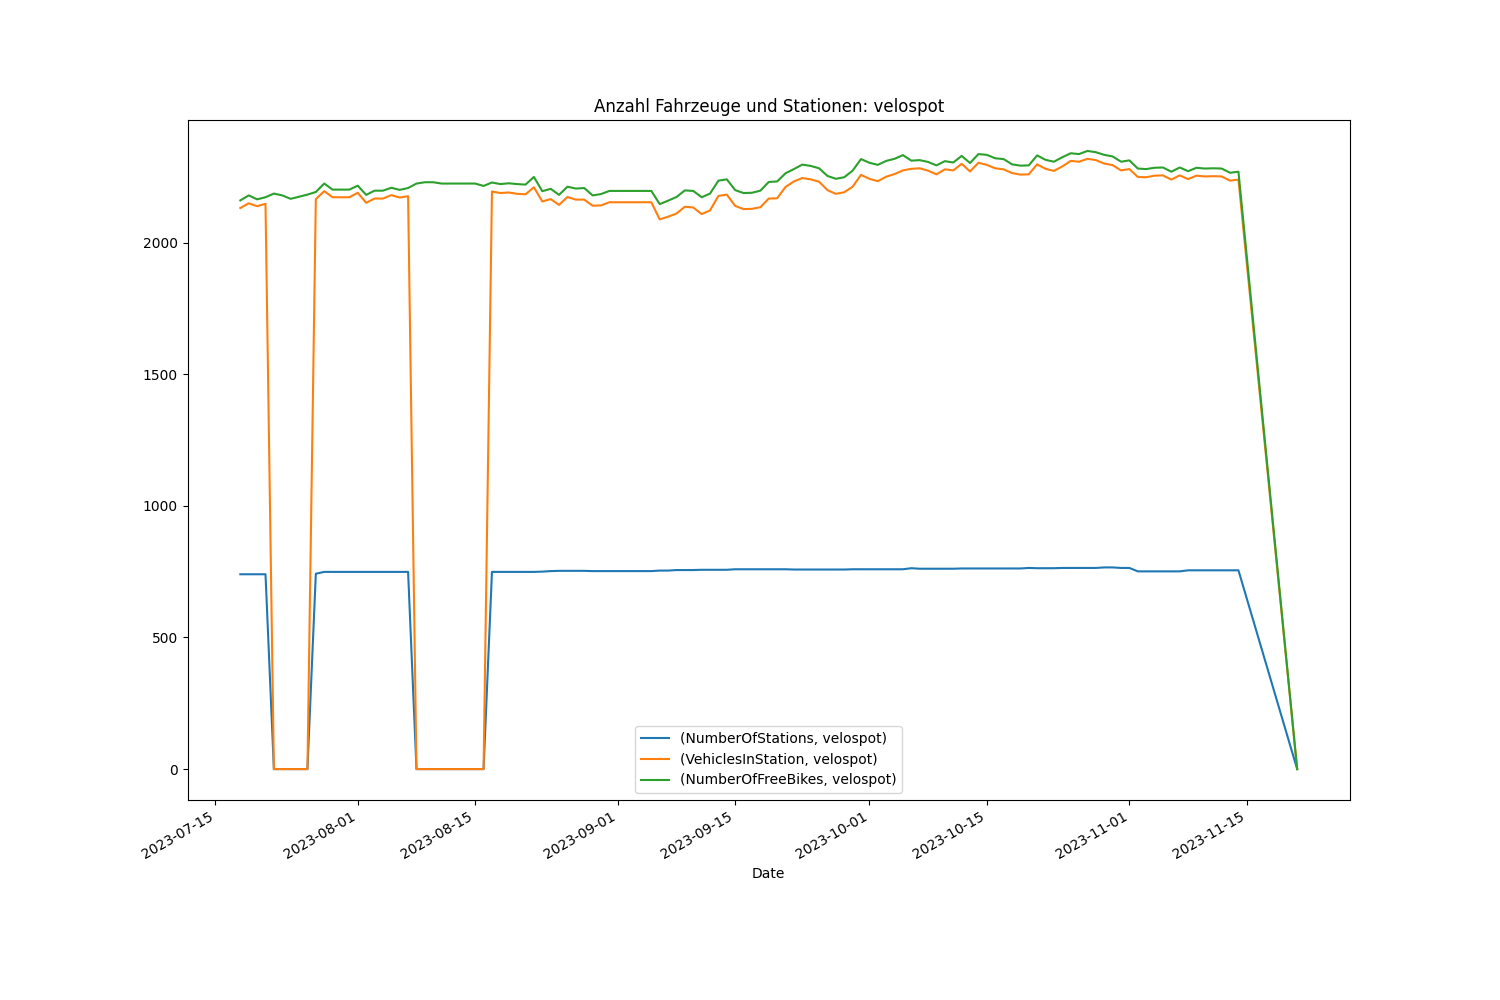 Anzahl Fahrzeuge und Stationen: velospot
2000
1500
1000
500
0
(NumberOfStations, velospot)
(VehiclesInStation, velospot)
(NumberOfFreeBikes, velospot)
2023-07-15
2023-08-01
2023-08-15
2023-09-01
2023-09-15
2023-10-01
2023-10-15
2023-11-01
2023-11-15
Date